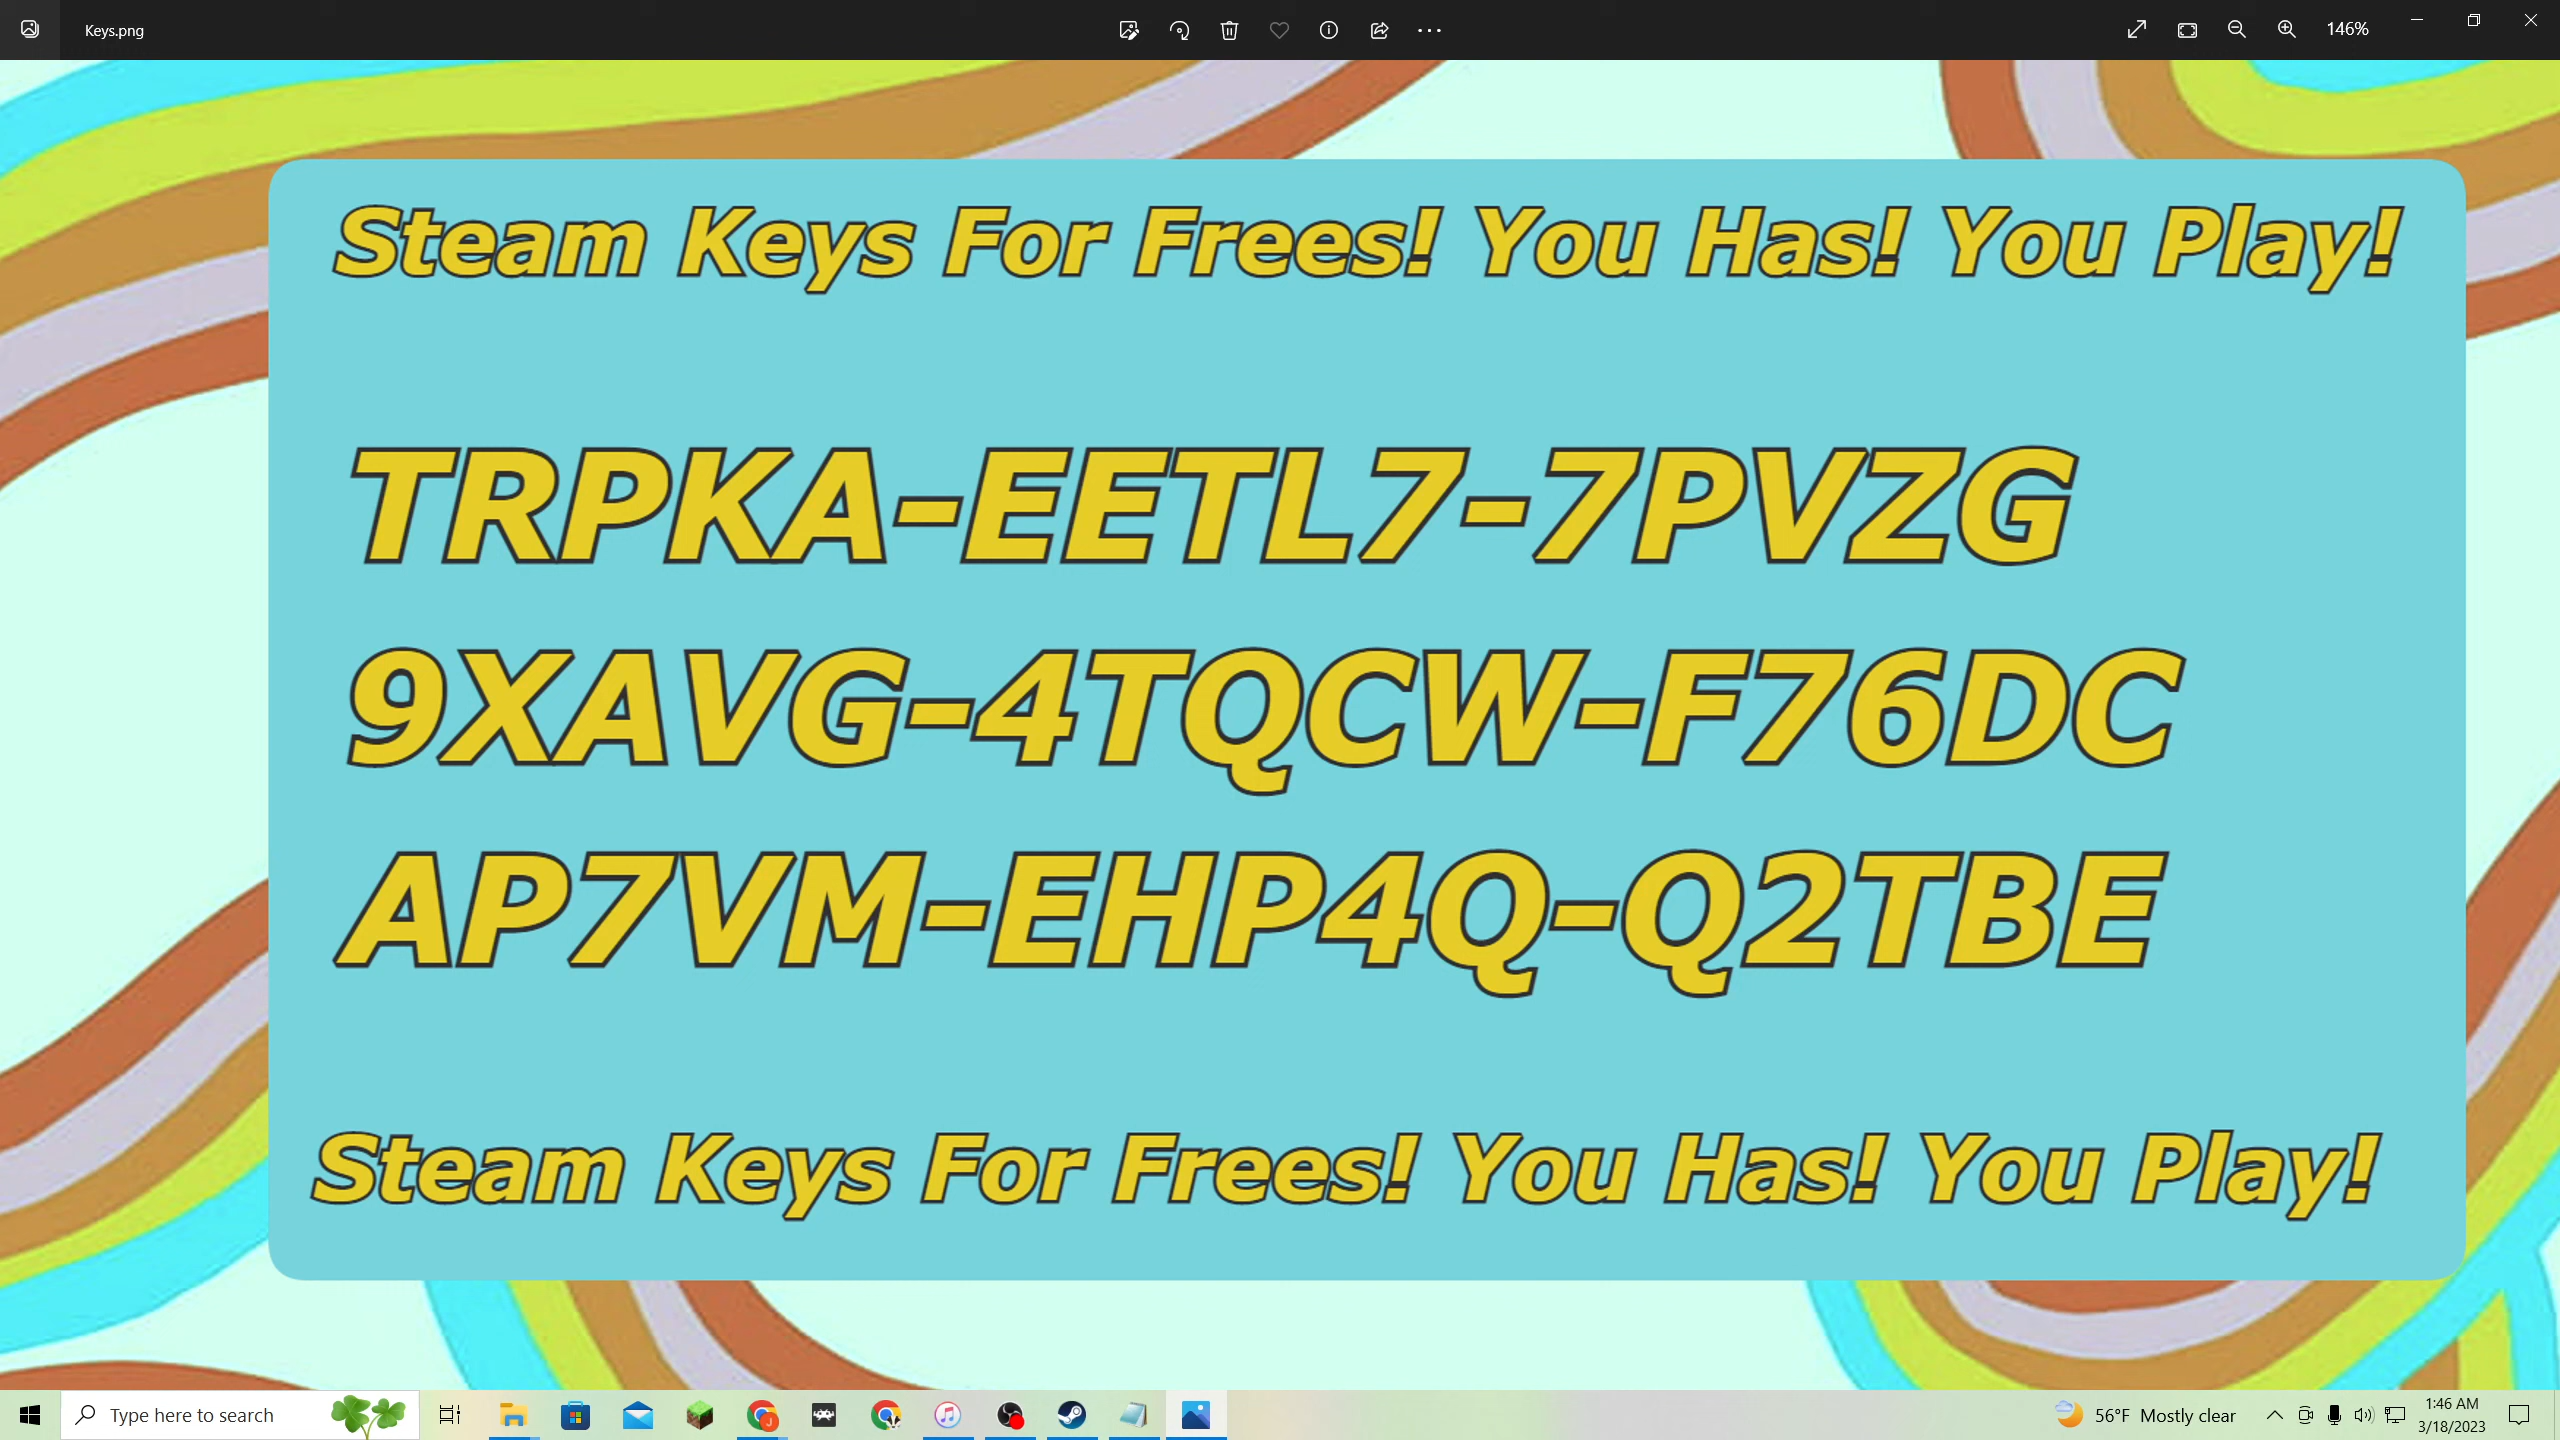 Keys.png
146%
Steam Keys For Frees! You Has! You Play!
TRPKA-EETL7-7PVZG
9XAVG-4TQCW-F76DC
AP7VM-EHP4Q-Q2TBE
Steam Keys For Frees! You Has! You Play!
Type here to search
56°F Mostly clear
1:46 AM
3/18/2023